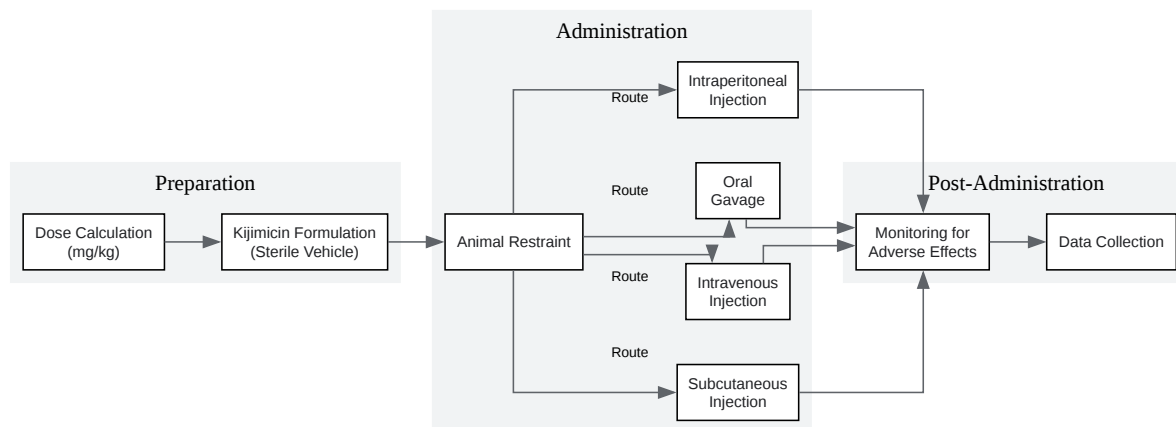 Preparation
Dose Calculation
(mg/kg)
Kijimicin Formulation
(Sterile Vehicle)
Administration
Animal Restraint
Route
Intraperitoneal
Injection
Route
Oral
Gavage
Route
Intravenous
Injection
Route
Subcutaneous
Injection
Post-Administration
Monitoring for
Adverse Effects
Data Collection